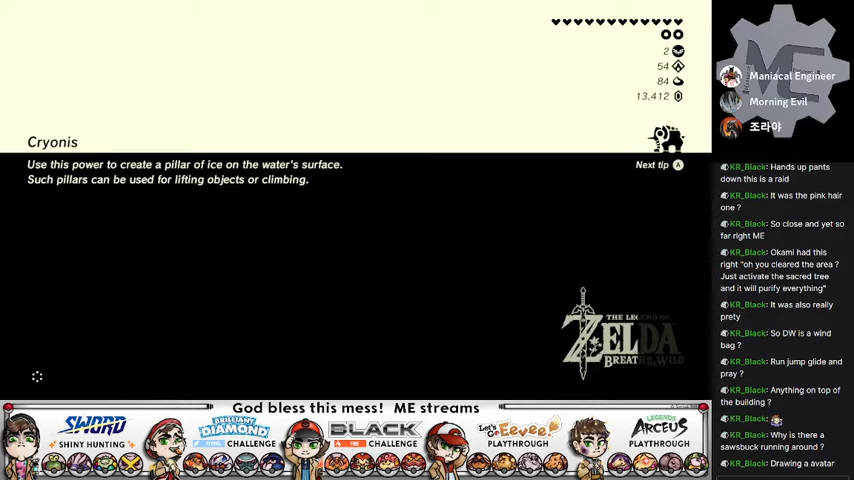 2
54
84
13,412
Cryonis
Use this power to create a pillar of ice on the water's surface.
Such pillars can be used for lifting objects or climbing.
Next tip A
THE LEGEND OF
ZELDA
BREATH OF THE WILD
ME
Maniacal Engineer
Morning Evil
조라야
KR_Black: Hands up pants
down this is a raid
KR_Black: It was the pink hair
one ?
KR_Black: So close and yet so
far right ME
KR_Black: Okami had this
right "oh you cleared the area ?
Just activate the sacred tree
and it will purify everything"
KR_Black: It was also really
prety
KR_Black: So DW is a wind
bag ?
KR_Black: Run jump glide and
pray ?
KR_Black: Anything on top of
the building ?
KR_Black:
KR_Black: Why is there a
sawsbuck running around ?
KR_Black: Drawing a avatar
God bless this mess! ME streams
SWORD
SHINY HUNTING
BRILLIANT
DIAMOND
FLYING CHALLENGE
BLACK
FIRE CHALLENGE
Let's Go Eevee!
PLAYTHROUGH
LEGENDS
ARCEUS
PLAYTHROUGH